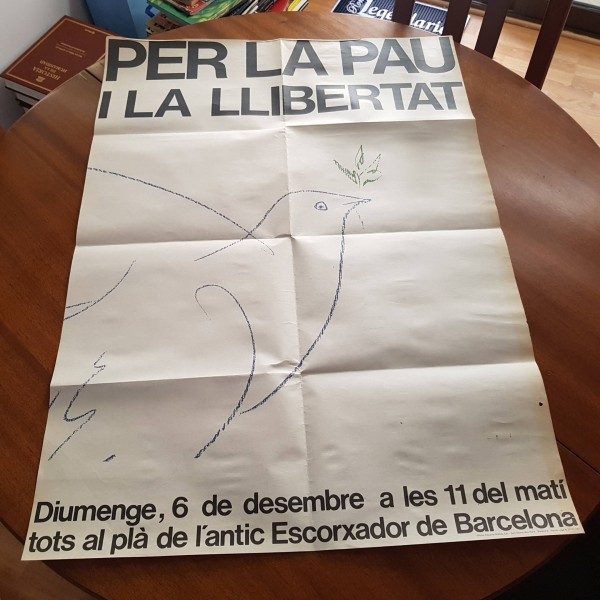 PER LA PAU
I LA LLIBERTAT
Diumenge, 6 de desembre a les 11 del matí
tots al plà de l'antic Escorxador de Barcelona
HISTORIA